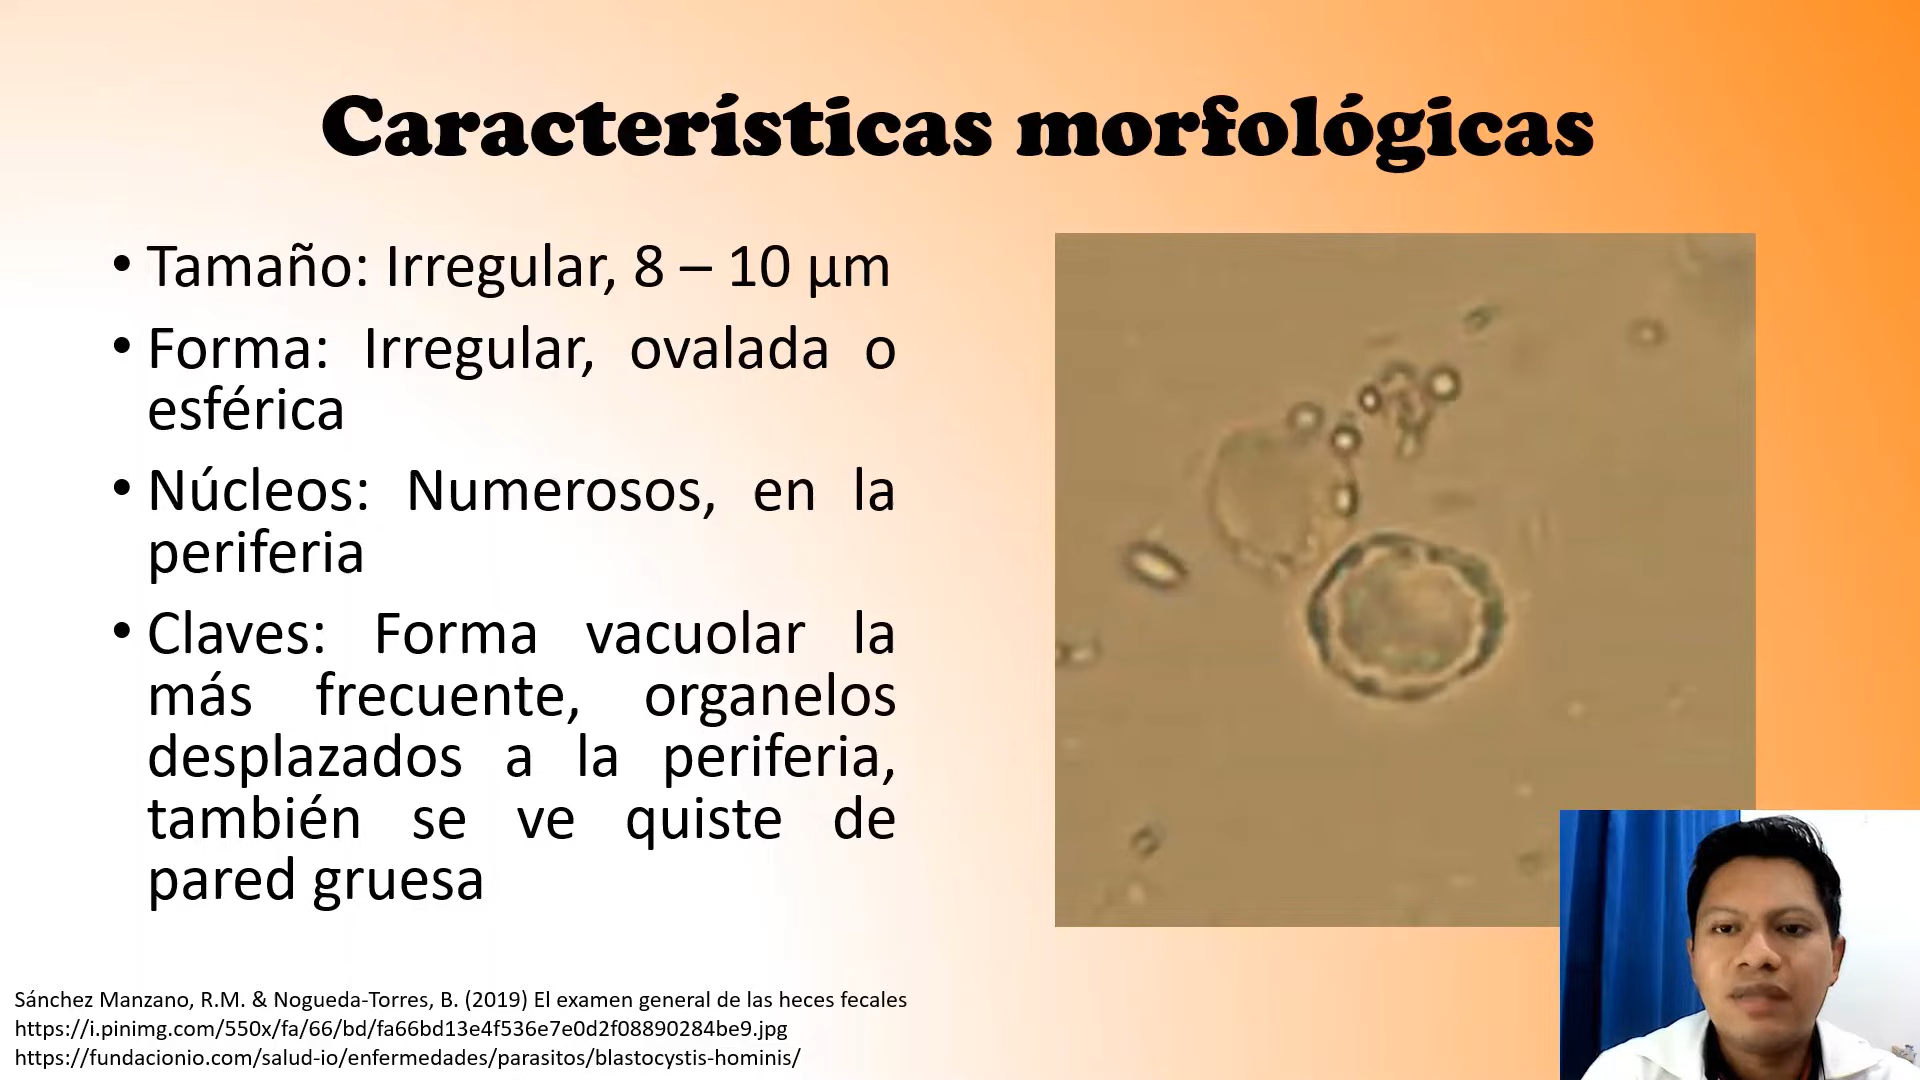 Características morfológicas
• Tamaño: Irregular, 8 – 10 µm
• Forma: Irregular, ovalada o
esférica
• Núcleos: Numerosos, en la
periferia
• Claves: Forma vacuolar la
más frecuente, organelos
desplazados a la periferia,
también se ve quiste de
pared gruesa
Sánchez Manzano, R.M. & Nogueda-Torres, B. (2019) El examen general de las heces fecales
https://i.pinimg.com/550x/fa/66/bd/fa66bd13e4f536e7e0d2f08890284be9.jpg
https://fundacionio.com/salud-io/enfermedades/parasitos/blastocystis-hominis/